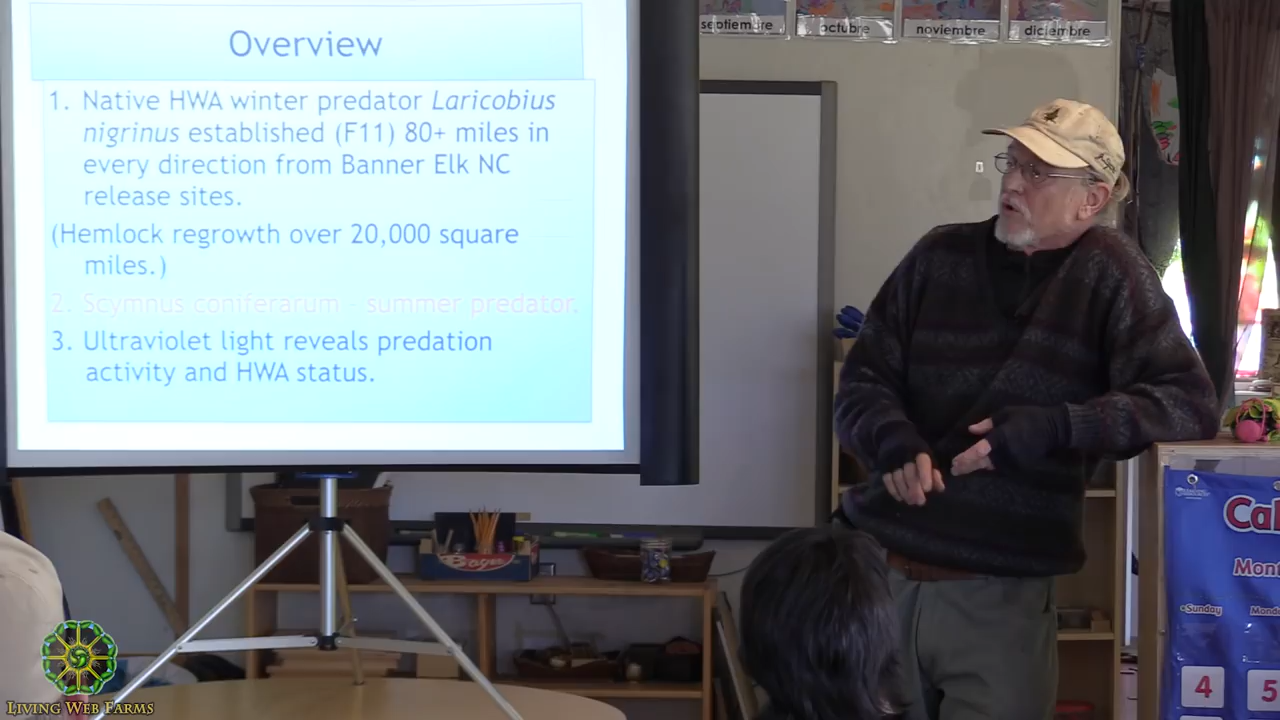 septiembre
octubre
noviembre
diciembre
Overview
1. Native HWA winter predator Laricobius
nigrinus established (F11) 80+ miles in
every direction from Banner Elk NC
release sites.
(Hemlock regrowth over 20,000 square
miles.)
2. Scymnus coniferarum - summer predator.
3. Ultraviolet light reveals predation
activity and HWA status.
Sunday
4
5
LIVING WEB FARMS